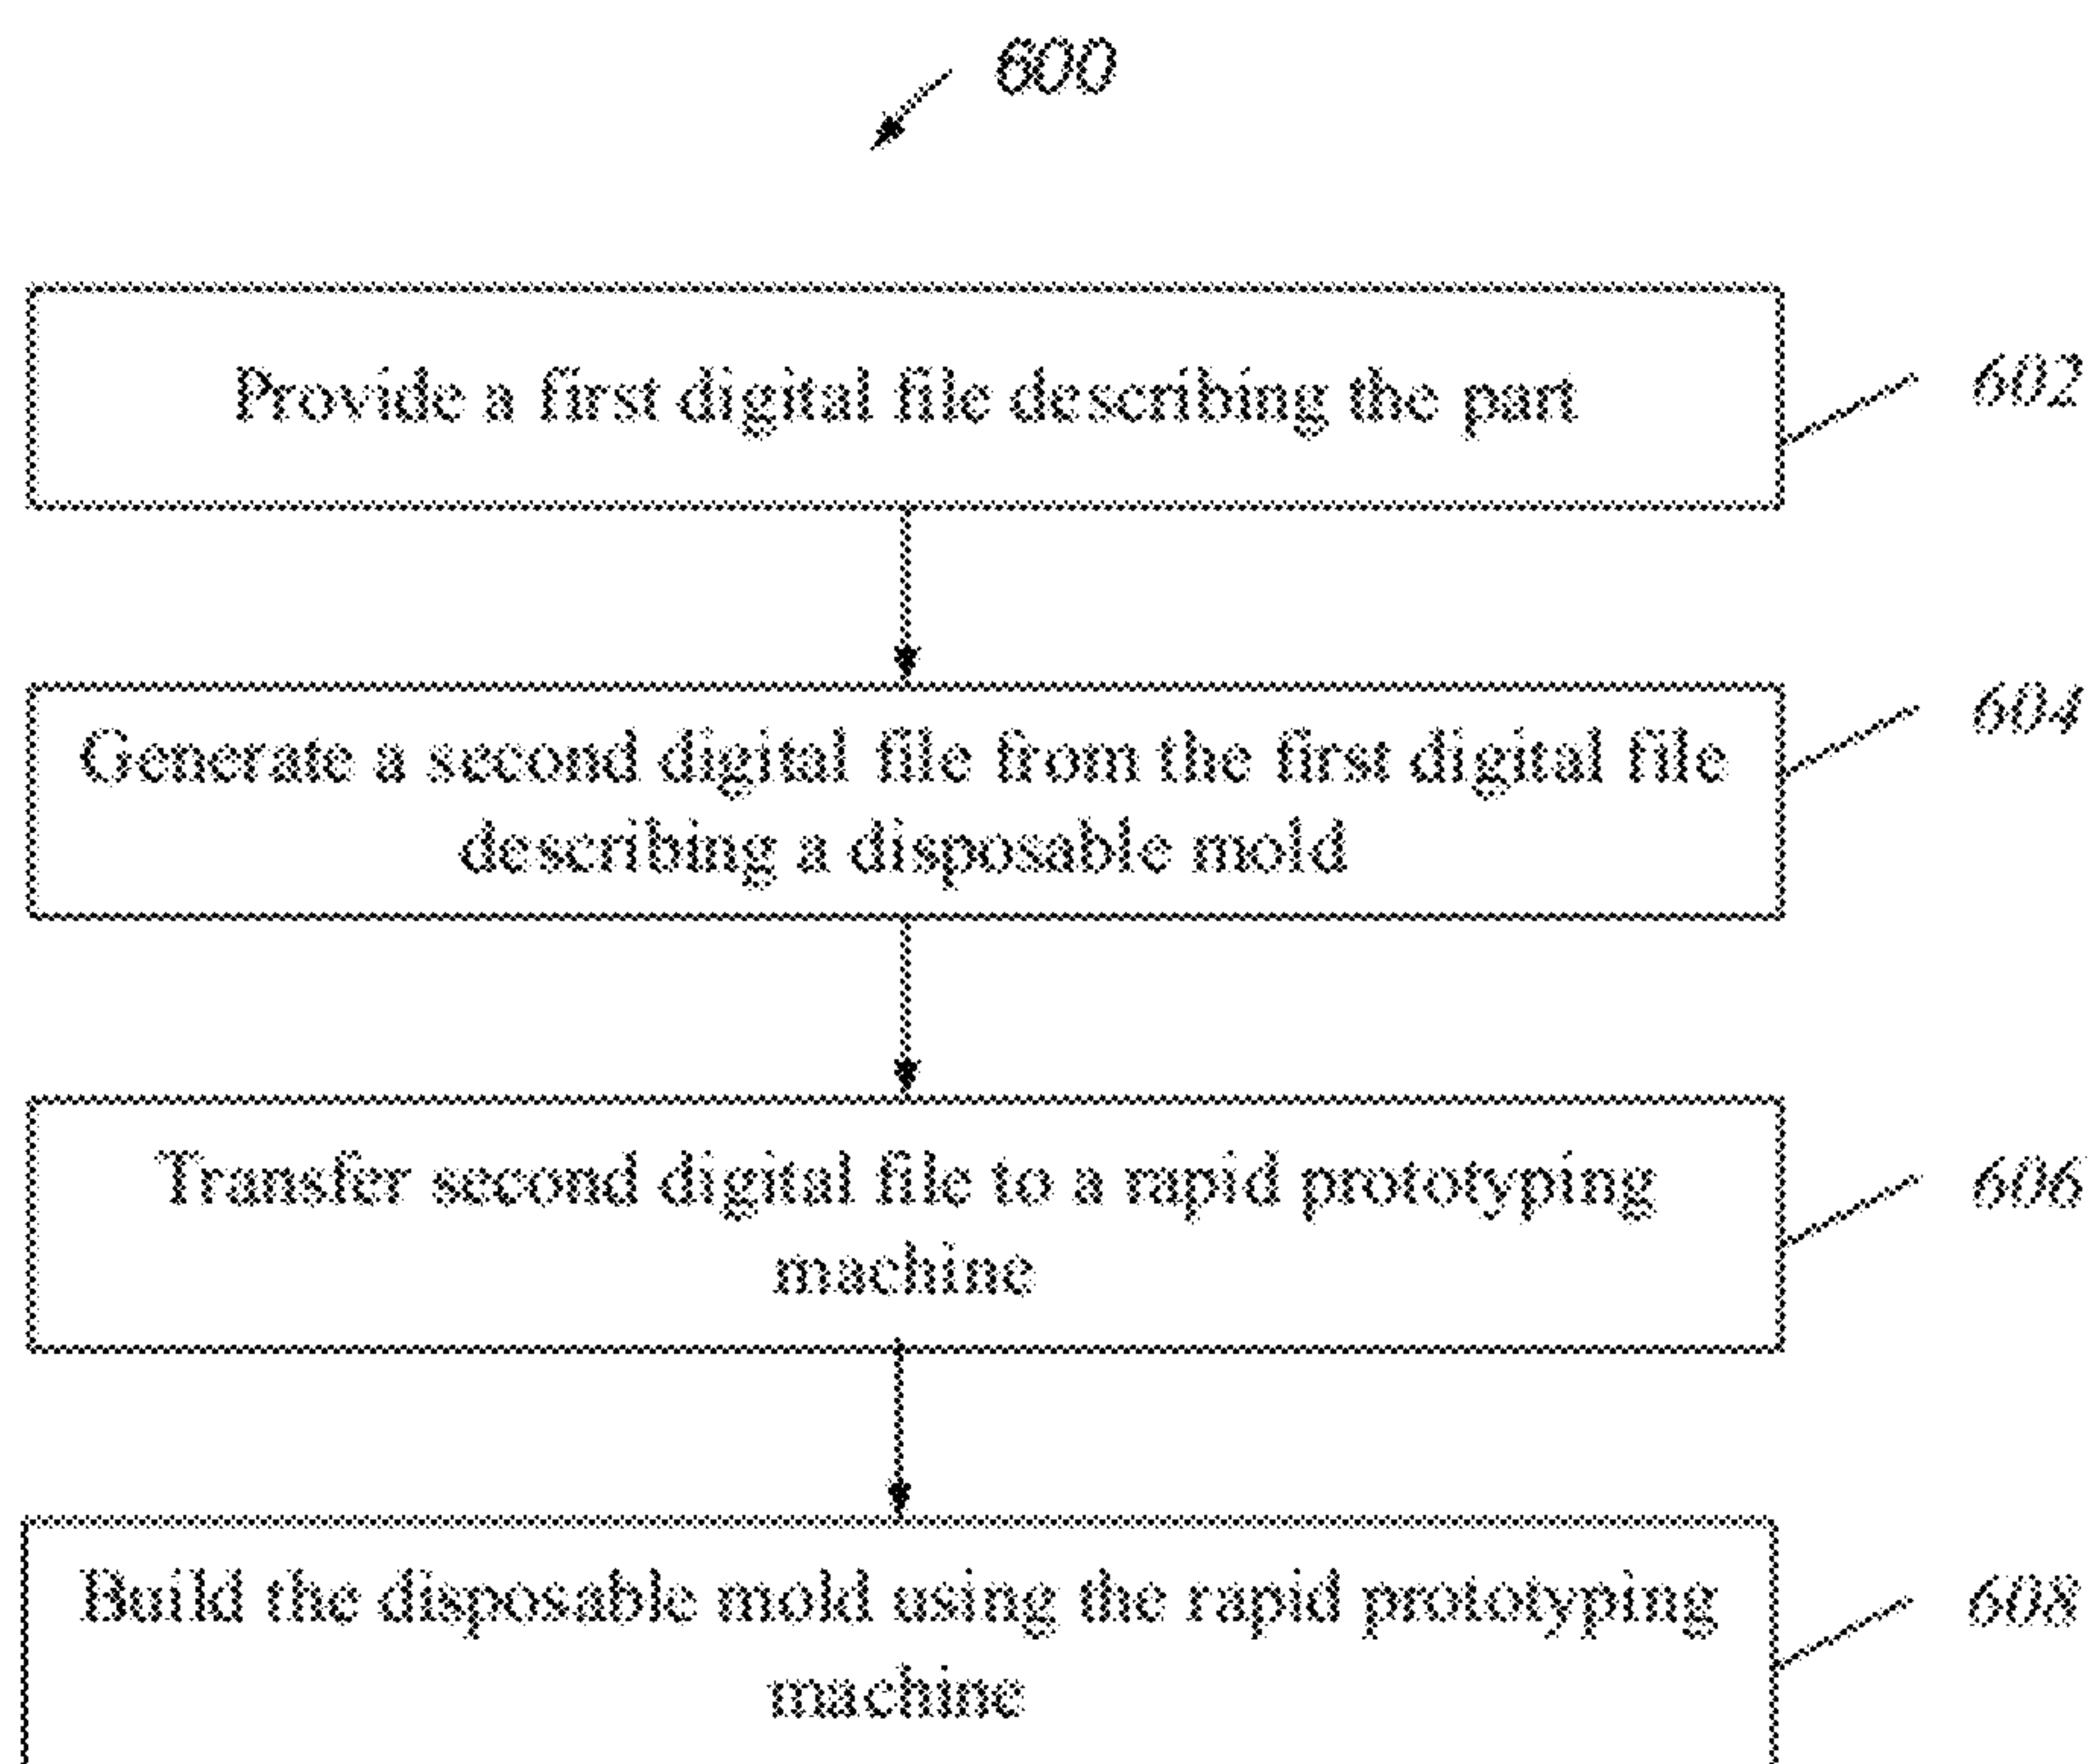 600
Provide a first digital file describing the part
602
Generate a second digital file from the first digital file
describing a disposable mold
604
Transfer second digital file to a rapid prototyping
machine
606
Build the disposable mold using the rapid prototyping
machine
608